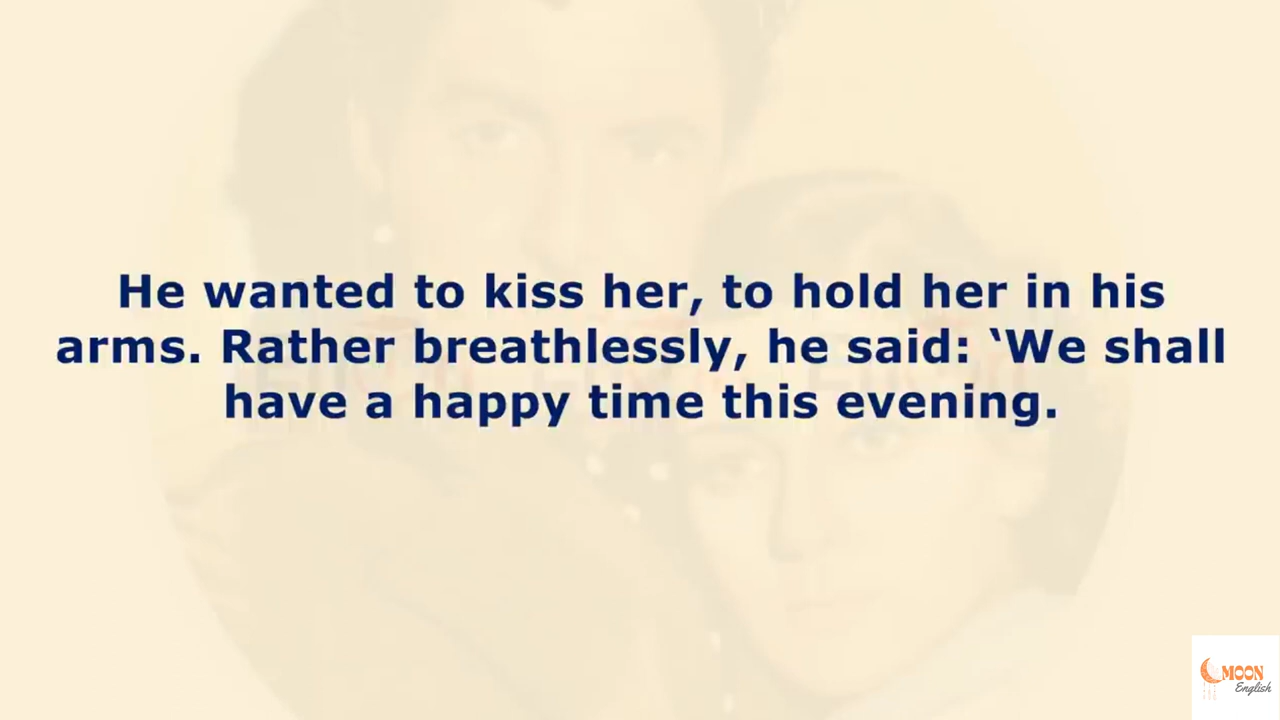 He wanted to kiss her, to hold her in his
arms. Rather breathlessly, he said: ‘We shall
have a happy time this evening.
MOON
English